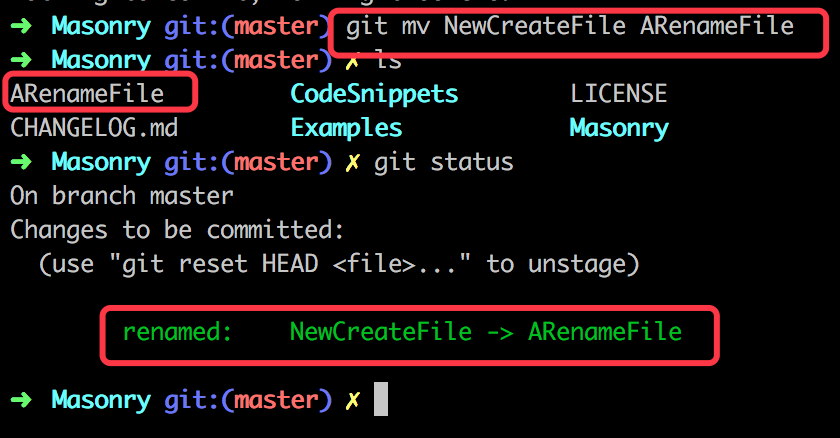 ➜ Masonry git:(master) git mv NewCreateFile ARenameFile
➜ Masonry git:(master) ✗ ls
ARenameFile CodeSnippets LICENSE
CHANGELOG.md Examples Masonry
➜ Masonry git:(master) ✗ git status
On branch master
Changes to be committed:
(use "git reset HEAD <file>..." to unstage)
renamed: NewCreateFile -> ARenameFile
➜ Masonry git:(master) ✗